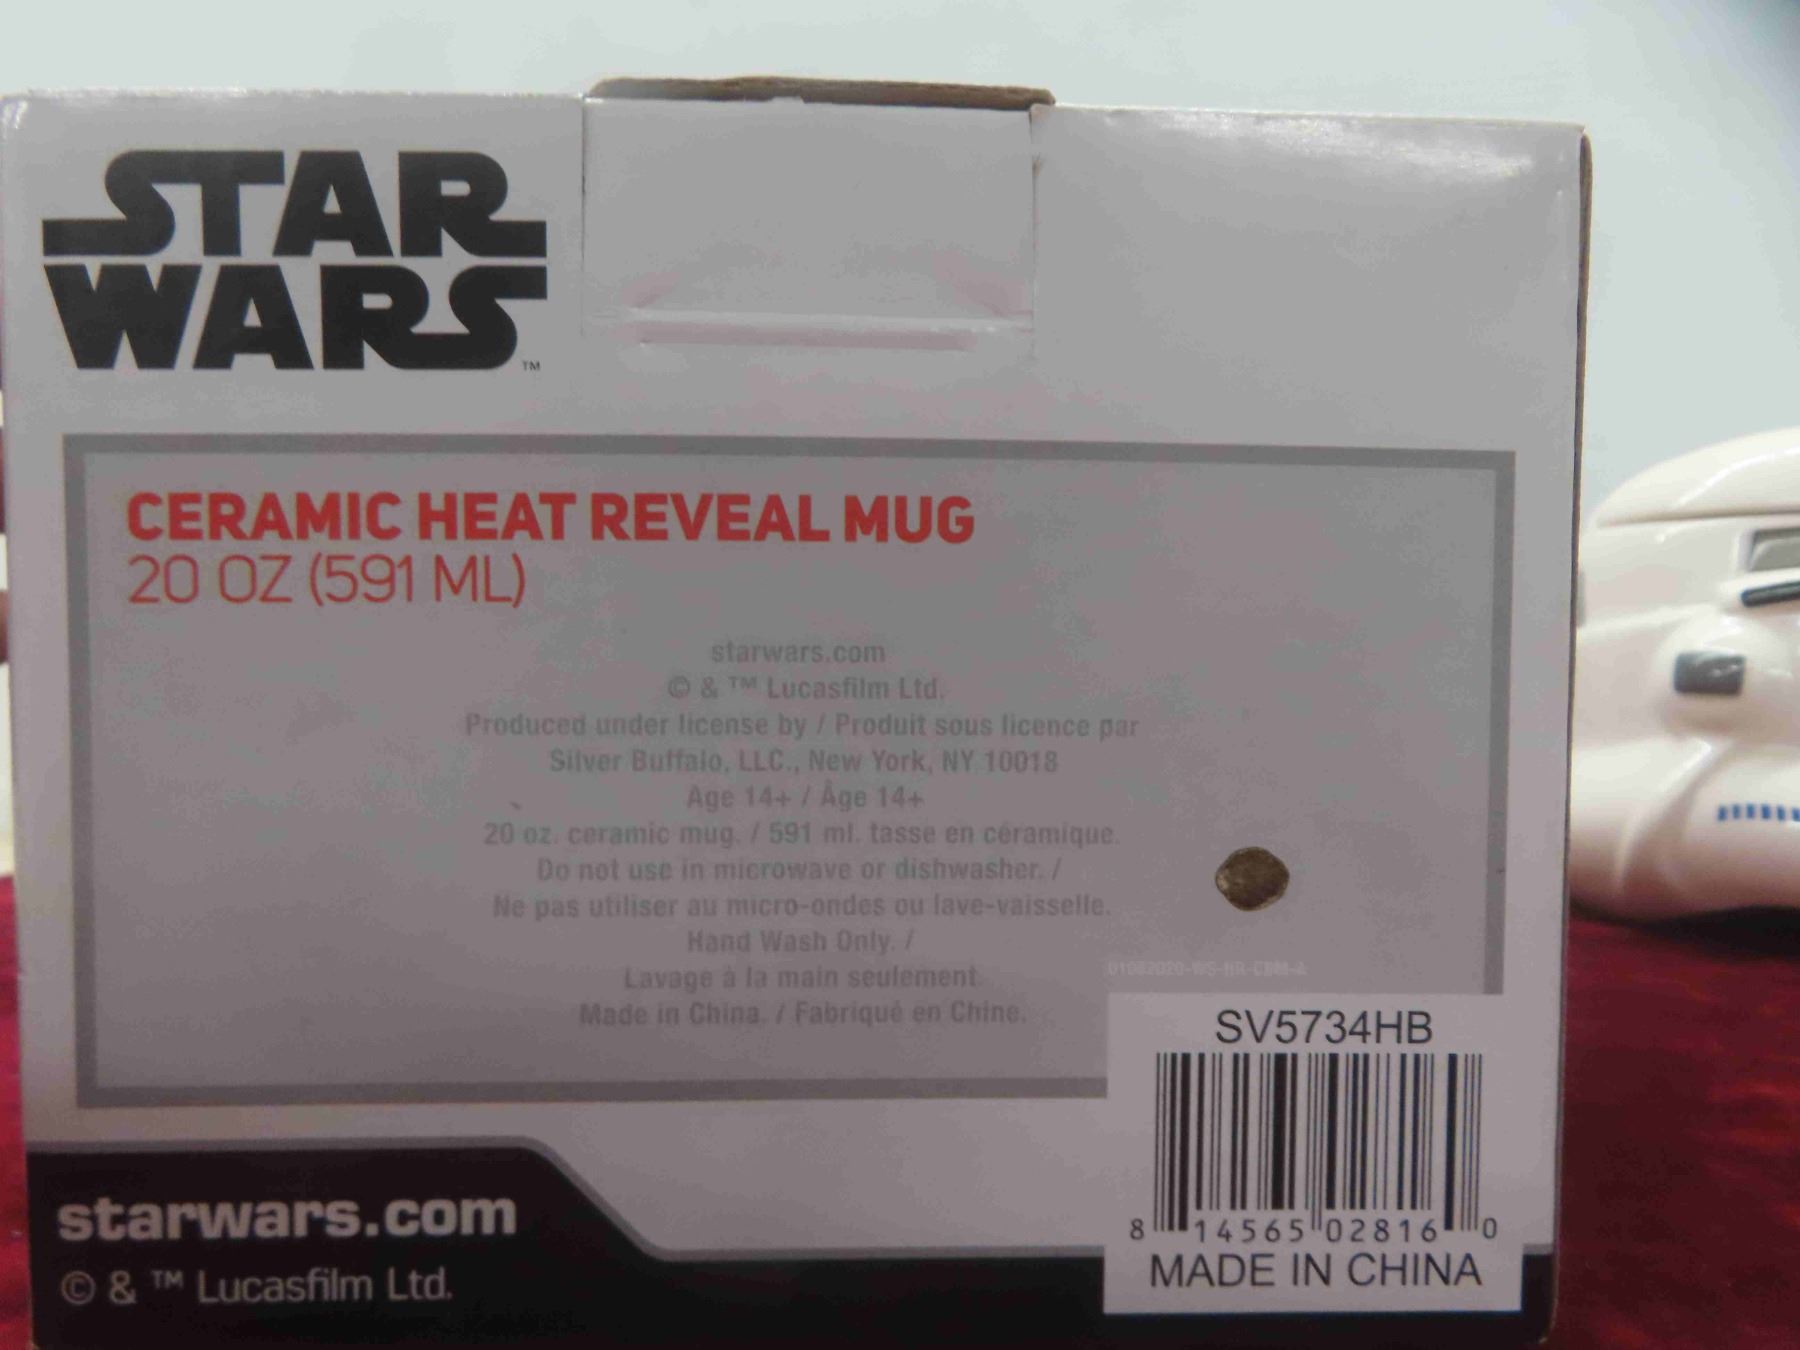 STAR
WARS
™
CERAMIC HEAT REVEAL MUG
20 OZ (591 ML)
starwars.com
© & ™ Lucasfilm Ltd.
Produced under license by / Produit sous licence par
Silver Buffalo, LLC., New York, NY 10018
Age 14+ / Âge 14+
20 oz. ceramic mug. / 591 ml. tasse en céramique.
Do not use in microwave or dishwasher. /
Ne pas utiliser au micro-ondes ou lave-vaisselle.
Hand Wash Only. /
Lavage à la main seulement.
Made in China. / Fabriqué en Chine.
SV5734HB
8 14565 02816 0
MADE IN CHINA
starwars.com
© & ™ Lucasfilm Ltd.